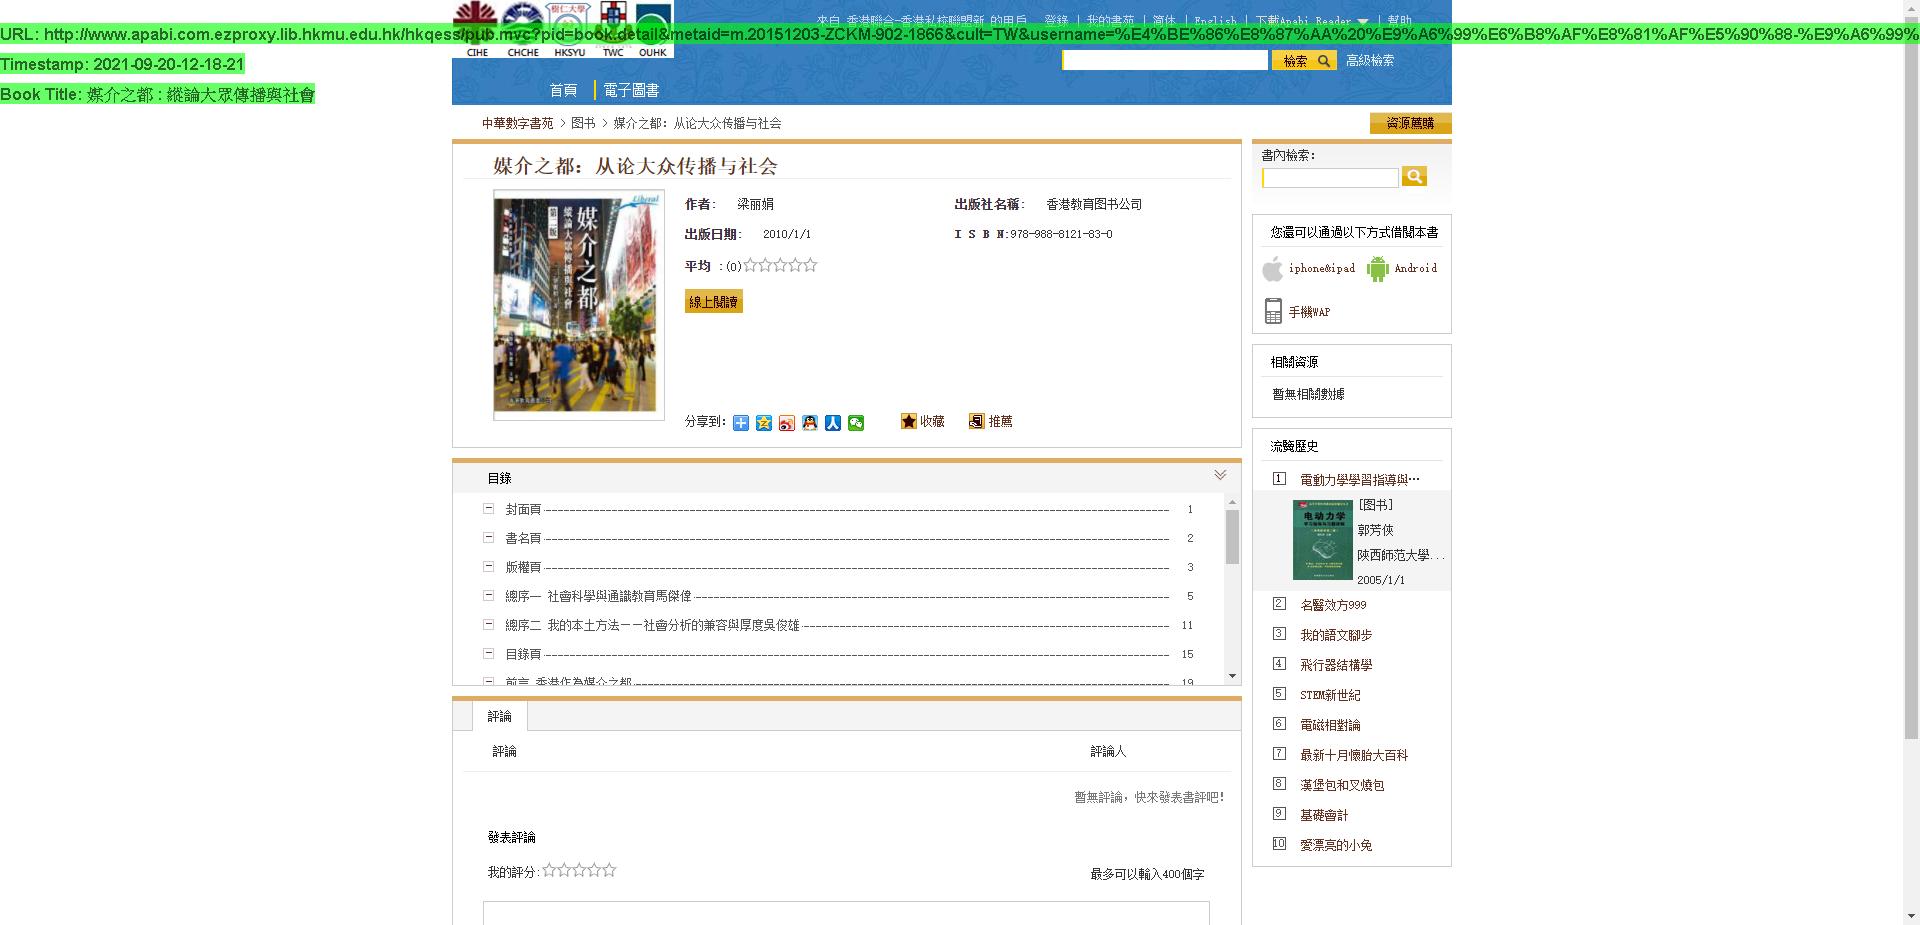 CIHE CHCHE HKSYU TWC OUHK
來自 香港聯合-香港私校聯盟新 的用戶 登錄 | 我的書苑 | 简体 | English | 下載Apabi Reader | 幫助
URL: http://www.apabi.com.ezproxy.lib.hkmu.edu.hk/hkqess/pub.mvc?pid=book.detail&metaid=m.20151203-ZCKM-902-1866&cult=TW&username=%E4%BE%86%E8%87%AA%20%E9%A6%99%E6%B8%AF%E8%81%AF%E5%90%88-%E9%A6%99%
Timestamp: 2021-09-20-12-18-21
Book Title: 媒介之都 : 縱論大眾傳播與社會
檢索 高級檢索
首頁 電子圖書
中華數字書苑 > 图书 > 媒介之都：从论大众传播与社会
資源薦購
媒介之都：从论大众传播与社会
Liberal
媒介之都
縱論大眾傳播與社會
第二版
作者： 梁丽娟
出版社名稱： 香港教育图书公司
出版日期： 2010/1/1
I S B N:978-988-8121-83-0
平均 :(0)
線上閱讀
分享到： 收藏 推薦
目錄
封面頁 1
書名頁 2
版權頁 3
總序一 社會科學與通識教育馬傑偉 5
總序二 我的本土方法－－社會分析的兼容與厚度吳俊雄 11
目錄頁 15
前言 香港作為媒介之都 19
評論
評論 評論人
暫無評論，快來發表書評吧！
發表評論
我的評分:
最多可以輸入400個字
書內檢索：
您還可以通過以下方式借閱本書
iphone&ipad Android
手機WAP
相關資源
暫無相關數據
流覽歷史
1 電動力學學習指導與…
电动力学
[图书]
郭芳俠
陝西師范大學...
2005/1/1
2 名醫效方999
3 我的語文腳步
4 飛行器結構學
5 STEM新世紀
6 電磁相對論
7 最新十月懷胎大百科
8 漢堡包和叉燒包
9 基礎會計
10 愛漂亮的小兔